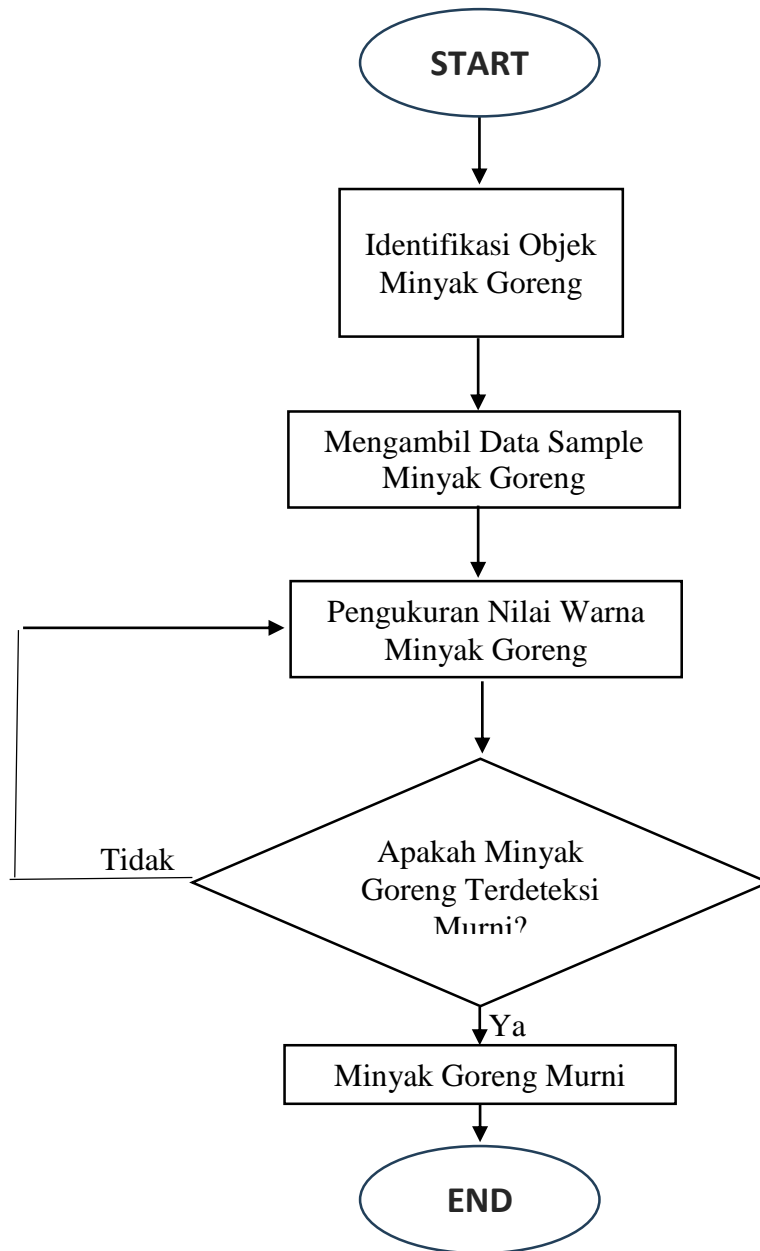 START
Identifikasi Objek
Minyak Goreng
Mengambil Data Sample
Minyak Goreng
Pengukuran Nilai Warna
Minyak Goreng
Tidak
Apakah Minyak
Goreng Terdeteksi
Murni?
Ya
Minyak Goreng Murni
END